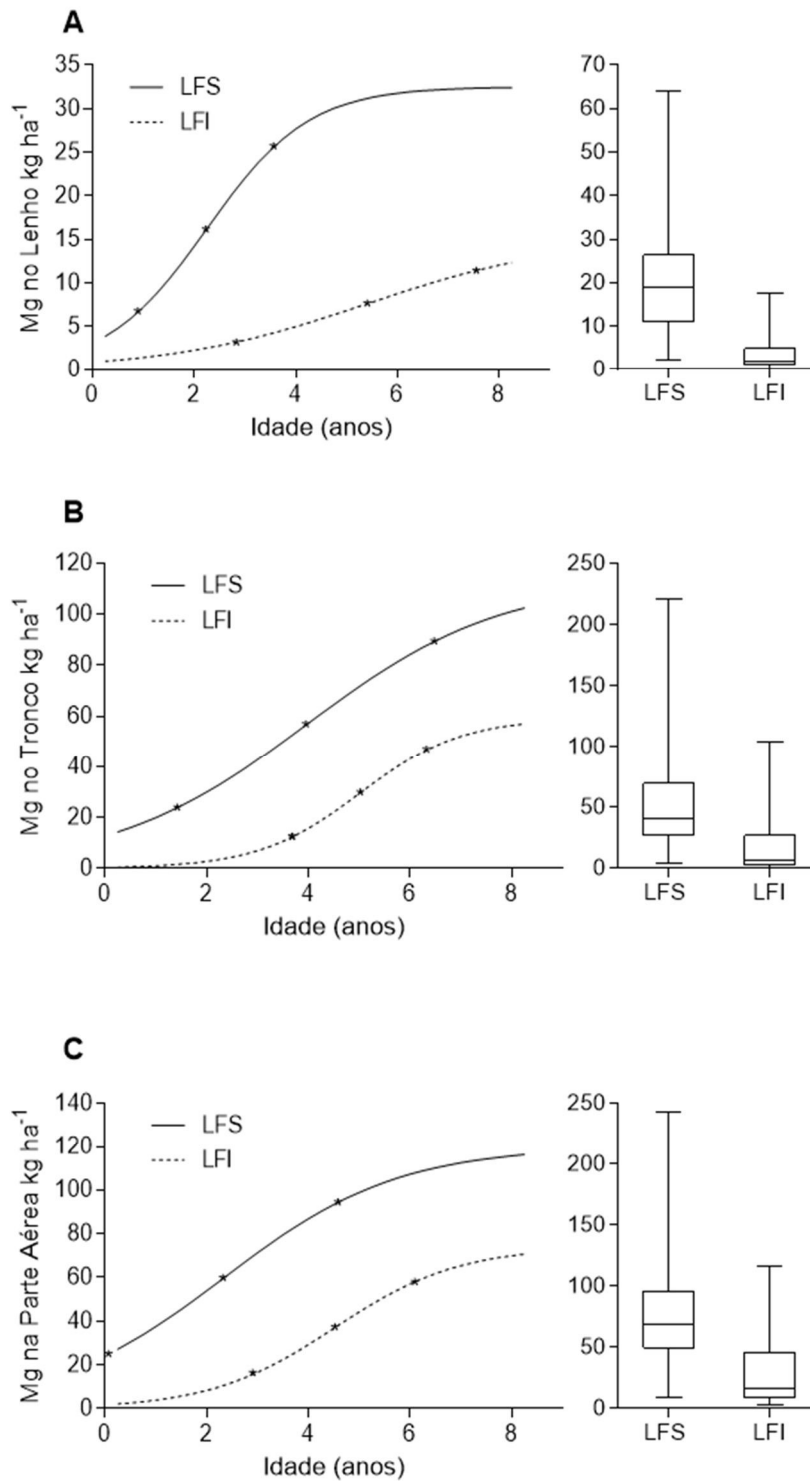 A
Mg no Lenho kg ha⁻¹
35
30
25
20
15
10
5
0
LFS
LFI
0 2 4 6 8
Idade (anos)
70
60
50
40
30
20
10
0
LFS LFI
B
Mg no Tronco kg ha⁻¹
120
100
80
60
40
20
0
LFS
LFI
0 2 4 6 8
Idade (anos)
250
200
150
100
50
0
LFS LFI
C
Mg na Parte Aérea kg ha⁻¹
140
120
100
80
60
40
20
0
LFS
LFI
0 2 4 6 8
Idade (anos)
250
200
150
100
50
0
LFS LFI